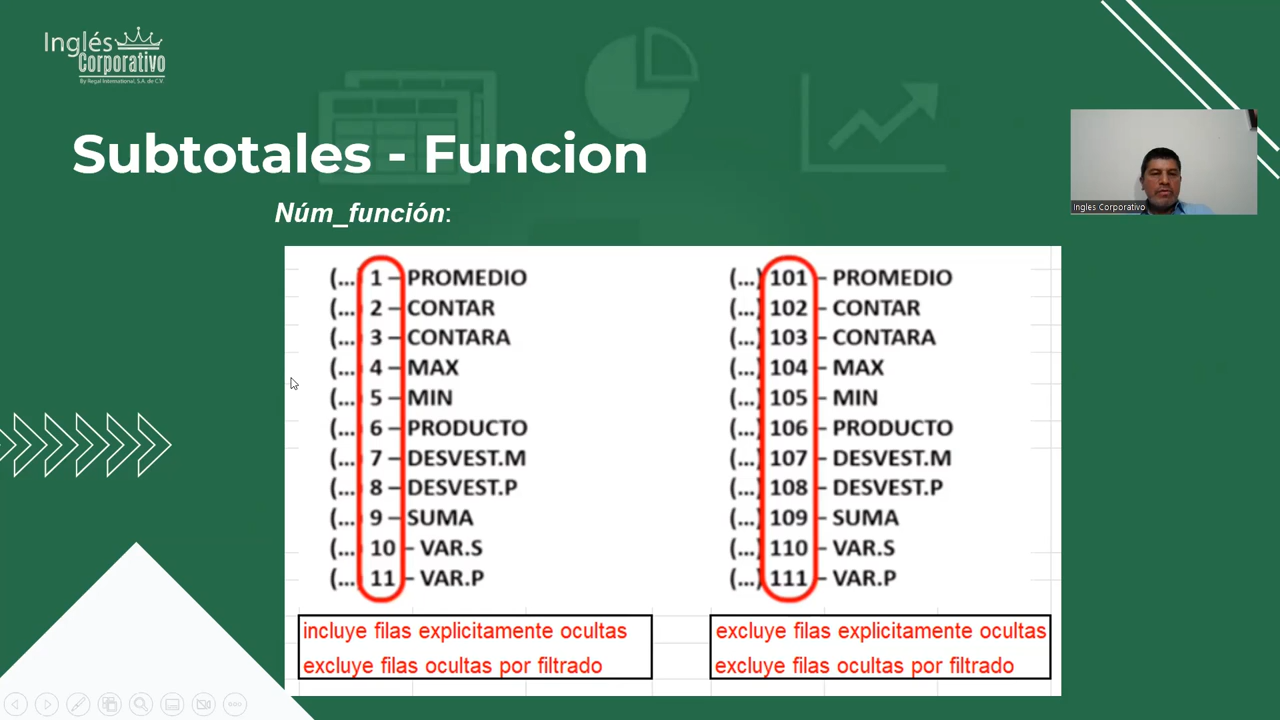 Inglés
Corporativo
By Regal International, S.A. de C.V.
Subtotales - Funcion
Núm_función:
Ingles Corporativo
(... 1 – PROMEDIO
(... 2 – CONTAR
(... 3 – CONTARA
(... 4 – MAX
(... 5 – MIN
(... 6 – PRODUCTO
(... 7 – DESVEST.M
(... 8 – DESVEST.P
(... 9 – SUMA
(... 10 – VAR.S
(... 11 – VAR.P
incluye filas explicitamente ocultas
excluye filas ocultas por filtrado
(...) 101 – PROMEDIO
(...) 102 – CONTAR
(...) 103 – CONTARA
(...) 104 – MAX
(...) 105 – MIN
(...) 106 – PRODUCTO
(...) 107 – DESVEST.M
(...) 108 – DESVEST.P
(...) 109 – SUMA
(...) 110 – VAR.S
(...) 111 – VAR.P
excluye filas explicitamente ocultas
excluye filas ocultas por filtrado